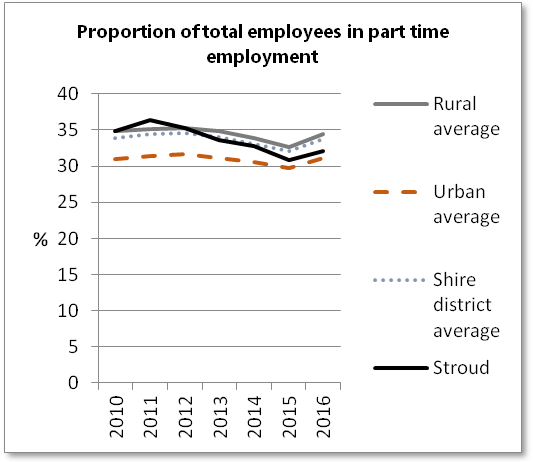 Proportion of total employees in part time
employment
40
35
30
25
20
15
10
5
0
%
2010
2011
2012
2013
2014
2015
2016
Rural
average
Urban
average
Shire
district
average
Stroud